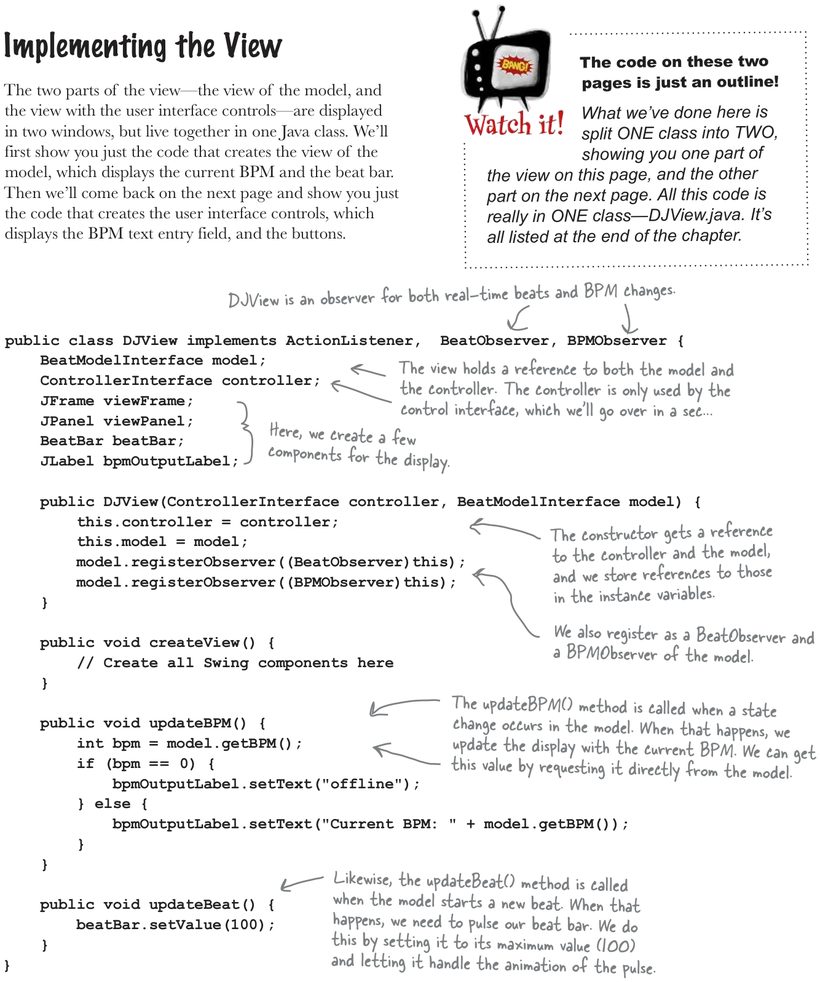 Implementing the View
The two parts of the view—the view of the model, and
the view with the user interface controls—are displayed
in two windows, but live together in one Java class. We’ll
first show you just the code that creates the view of the
model, which displays the current BPM and the beat bar.
Then we’ll come back on the next page and show you just
the code that creates the user interface controls, which
displays the BPM text entry field, and the buttons.
BANG!
Watch it!
The code on these two
pages is just an outline!
What we’ve done here is
split ONE class into TWO,
showing you one part of
the view on this page, and the other
part on the next page. All this code is
really in ONE class—DJView.java. It’s
all listed at the end of the chapter.
DJView is an observer for both real-time beats and BPM changes.
public class DJView implements ActionListener,  BeatObserver, BPMObserver {
    BeatModelInterface model;
    ControllerInterface controller;
    JFrame viewFrame;
    JPanel viewPanel;
    BeatBar beatBar;
    JLabel bpmOutputLabel;
The view holds a reference to both the model and
the controller. The controller is only used by the
control interface, which we’ll go over in a sec...
Here, we create a few
components for the display.
    public DJView(ControllerInterface controller, BeatModelInterface model) {
        this.controller = controller;
        this.model = model;
        model.registerObserver((BeatObserver)this);
        model.registerObserver((BPMObserver)this);
    }
The constructor gets a reference
to the controller and the model,
and we store references to those
in the instance variables.
We also register as a BeatObserver and
a BPMObserver of the model.
    public void createView() {
        // Create all Swing components here
    }
    public void updateBPM() {
        int bpm = model.getBPM();
        if (bpm == 0) {
            bpmOutputLabel.setText("offline");
        } else {
            bpmOutputLabel.setText("Current BPM: " + model.getBPM());
        }
    }
The updateBPM() method is called when a state
change occurs in the model. When that happens, we
update the display with the current BPM. We can get
this value by requesting it directly from the model.
    public void updateBeat() {
        beatBar.setValue(100);
    }
}
Likewise, the updateBeat() method is called
when the model starts a new beat. When that
happens, we need to pulse our beat bar. We do
this by setting it to its maximum value (100)
and letting it handle the animation of the pulse.